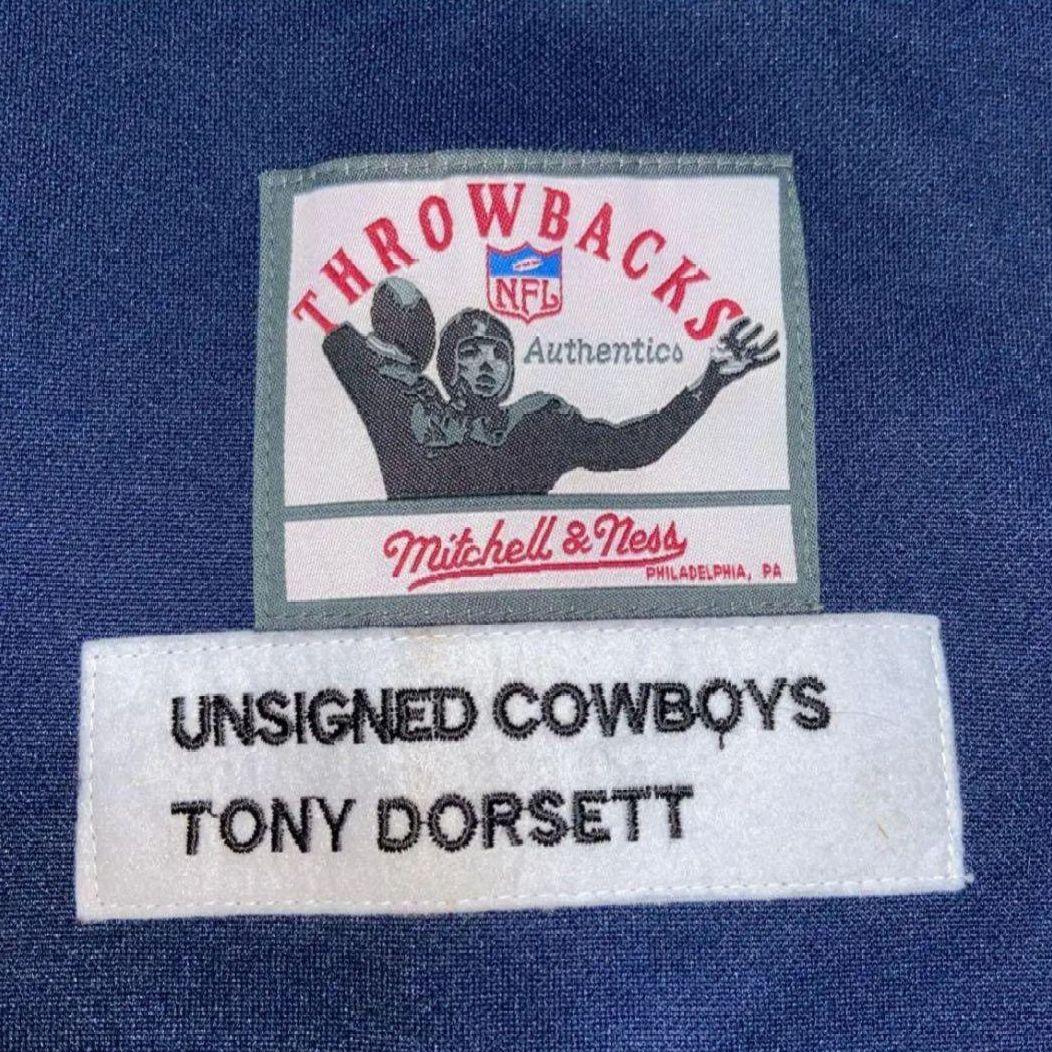 THROWBACKS
NFL
Authentics
Mitchell & Ness
PHILADELPHIA, PA
UNSIGNED COWBOYS
TONY DORSETT